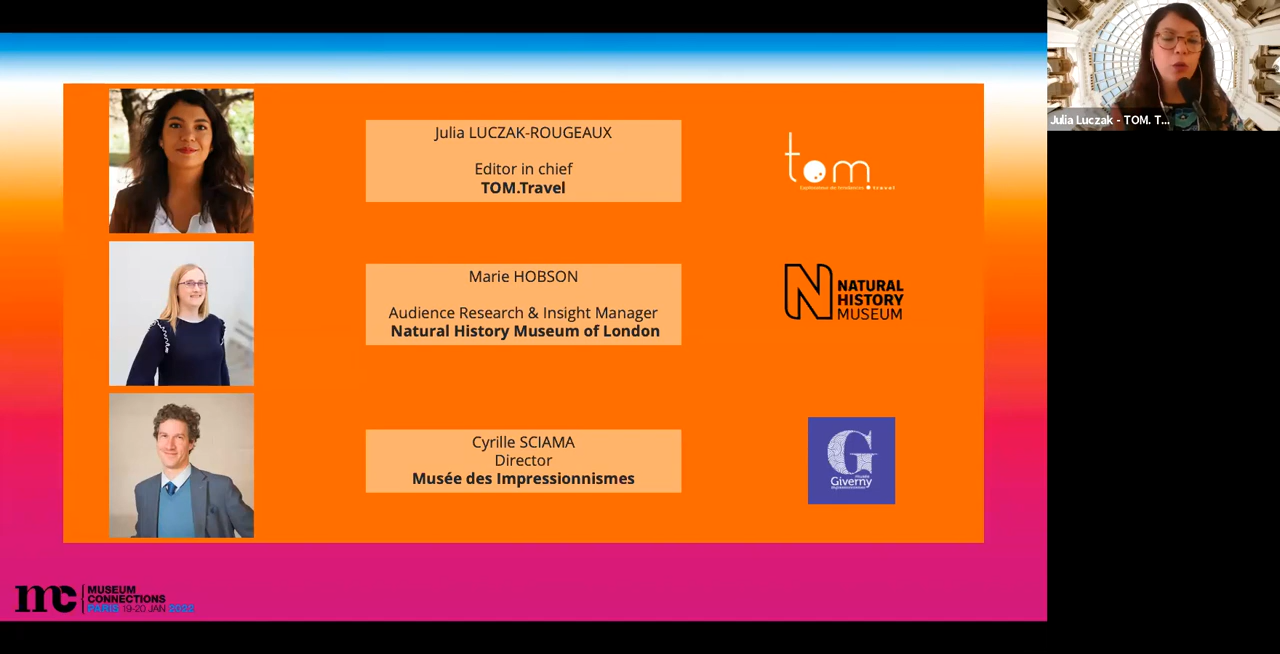 Julia LUCZAK-ROUGEAUX
Editor in chief
TOM.Travel
tom
travel
Marie HOBSON
Audience Research & Insight Manager
Natural History Museum of London
NATURAL
HISTORY
MUSEUM
Cyrille SCIAMA
Director
Musée des Impressionnismes
G
Giverny
mc
MUSEUM
CONNECTIONS
PARIS 19-20 JAN
Julia Luczak - TOM. T...